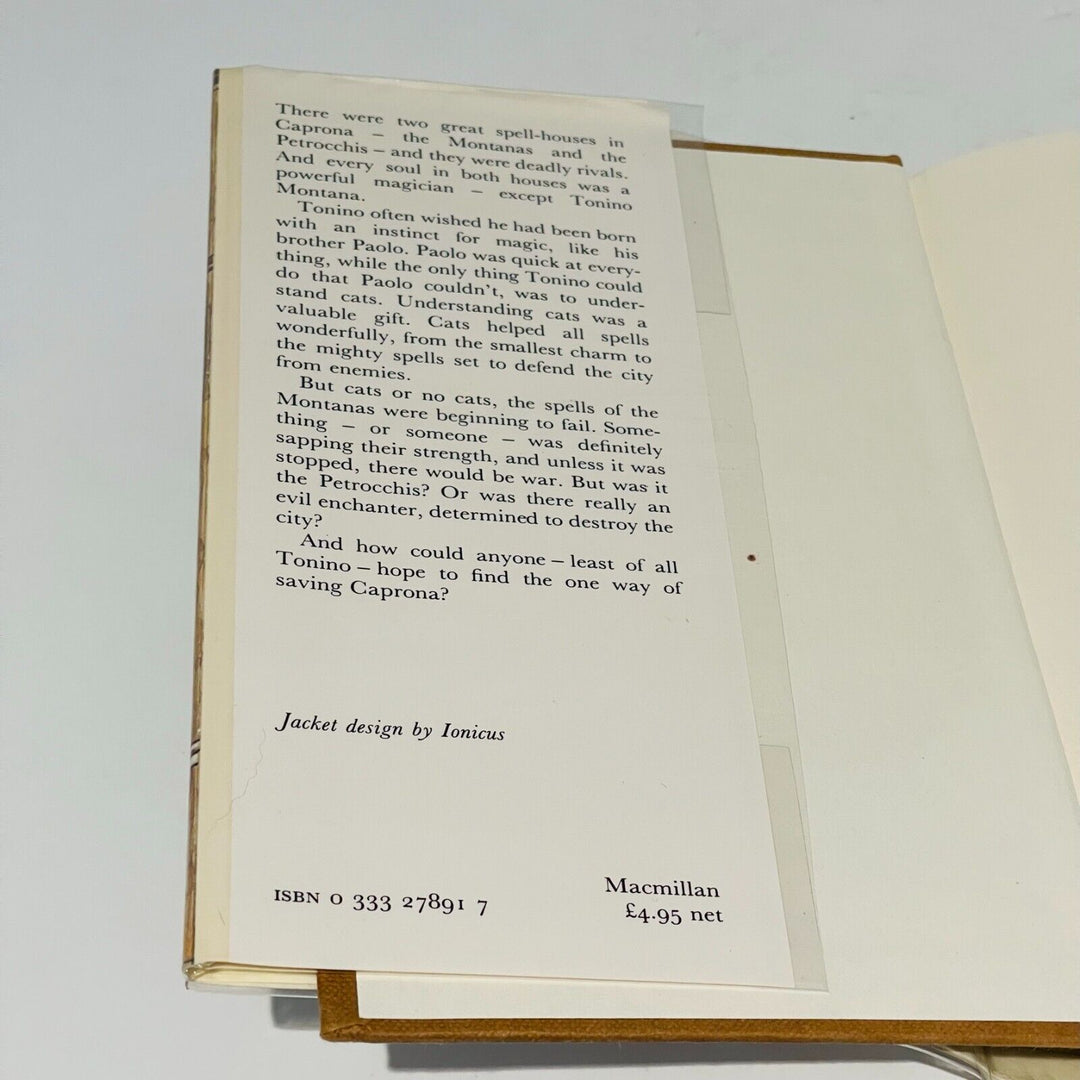 There were two great spell-houses in
Caprona – the Montanas and the
Petrocchis – and they were deadly rivals.
And every soul in both houses was a
powerful magician – except Tonino
Montana.
Tonino often wished he had been born
with an instinct for magic, like his
brother Paolo. Paolo was quick at every-
thing, while the only thing Tonino could
do that Paolo couldn't, was to under-
stand cats. Understanding cats was a
valuable gift. Cats helped all spells
wonderfully, from the smallest charm to
the mighty spells set to defend the city
from enemies.
But cats or no cats, the spells of the
Montanas were beginning to fail. Some-
thing – or someone – was definitely
sapping their strength, and unless it was
stopped, there would be war. But was it
the Petrocchis? Or was there really an
evil enchanter, determined to destroy the
city?
And how could anyone – least of all
Tonino – hope to find the one way of
saving Caprona?
Jacket design by Ionicus
ISBN 0 333 27891 7
Macmillan
£4·95 net